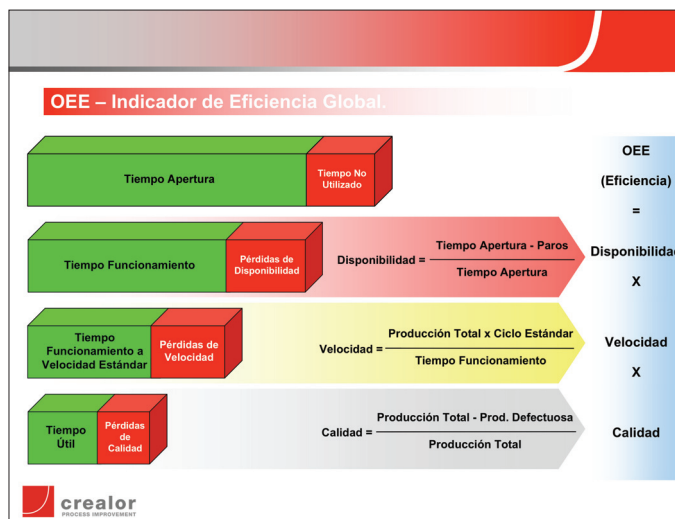 OEE – Indicador de Eficiencia Global.
Tiempo Apertura
Tiempo No
Utilizado
OEE
(Eficiencia)
=
Tiempo Funcionamiento
Pérdidas de
Disponibilidad
Disponibilidad = Tiempo Apertura - Paros
Tiempo Apertura
Disponibilidad
X
Tiempo
Funcionamiento a
Velocidad Estándar
Pérdidas de
Velocidad
Velocidad = Producción Total x Ciclo Estándar
Tiempo Funcionamiento
Velocidad
X
Tiempo
Útil
Pérdidas
de
Calidad
Calidad = Producción Total - Prod. Defectuosa
Producción Total
Calidad
crealor
PROCESS IMPROVEMENT